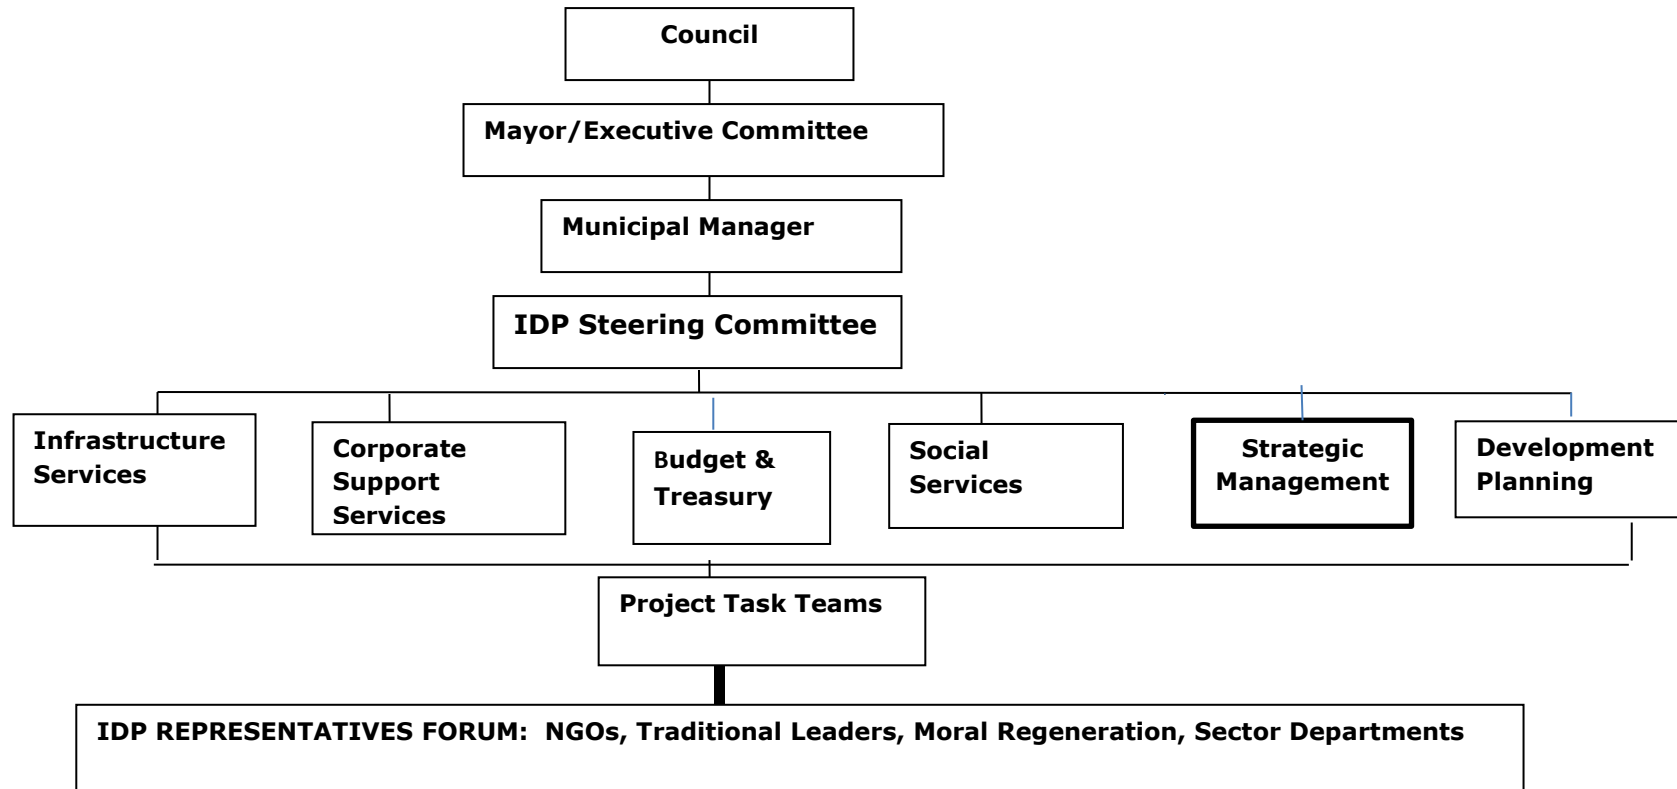 Council
Mayor/Executive Committee
Municipal Manager
IDP Steering Committee
Infrastructure
Services
Corporate
Support
Services
Budget &
Treasury
Social
Services
Strategic
Management
Development
Planning
Project Task Teams
IDP REPRESENTATIVES FORUM: NGOs, Traditional Leaders, Moral Regeneration, Sector Departments